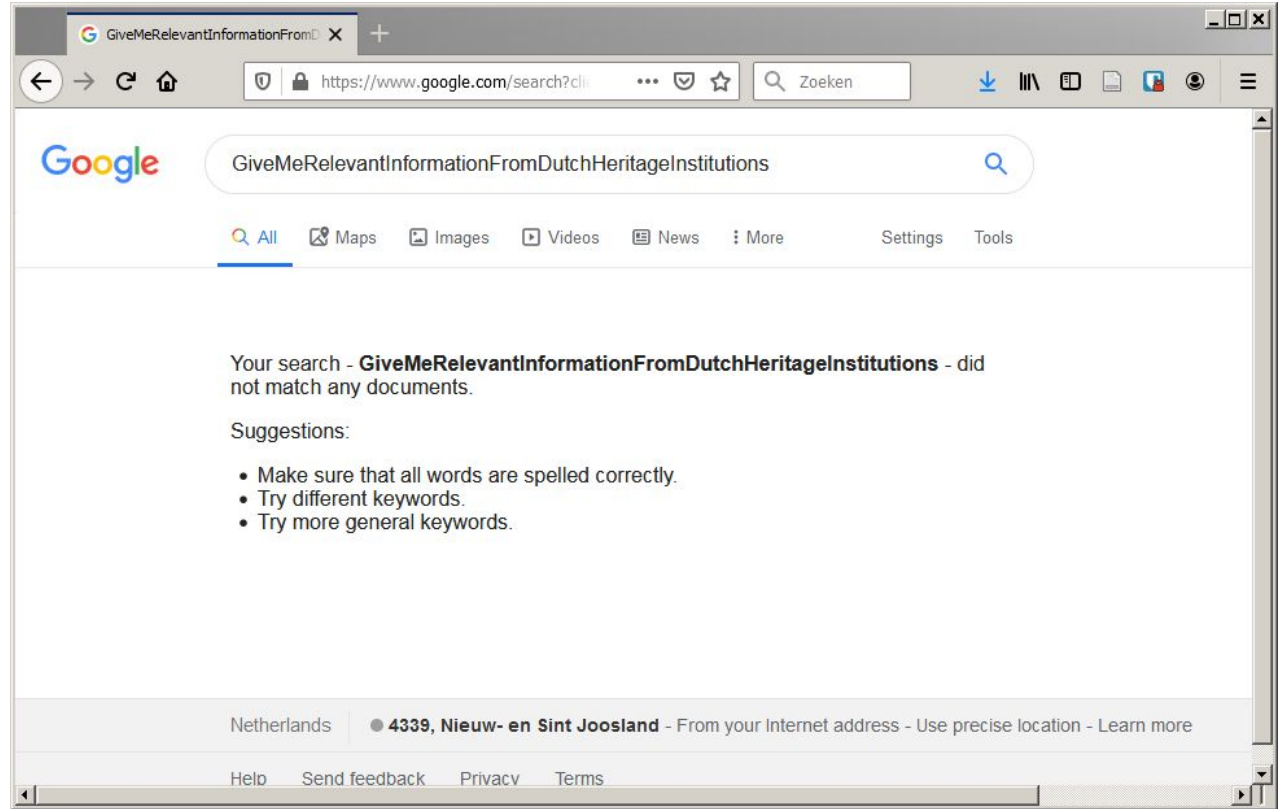 GiveMeRelevantInformationFromD
https://www.google.com/search?cli
Zoeken
Google
GiveMeRelevantInformationFromDutchHeritageInstitutions
All Maps Images Videos News More Settings Tools
Your search - GiveMeRelevantInformationFromDutchHeritageInstitutions - did
not match any documents.
Suggestions:
• Make sure that all words are spelled correctly.
• Try different keywords.
• Try more general keywords.
Netherlands 4339, Nieuw- en Sint Joosland - From your Internet address - Use precise location - Learn more
Help Send feedback Privacy Terms